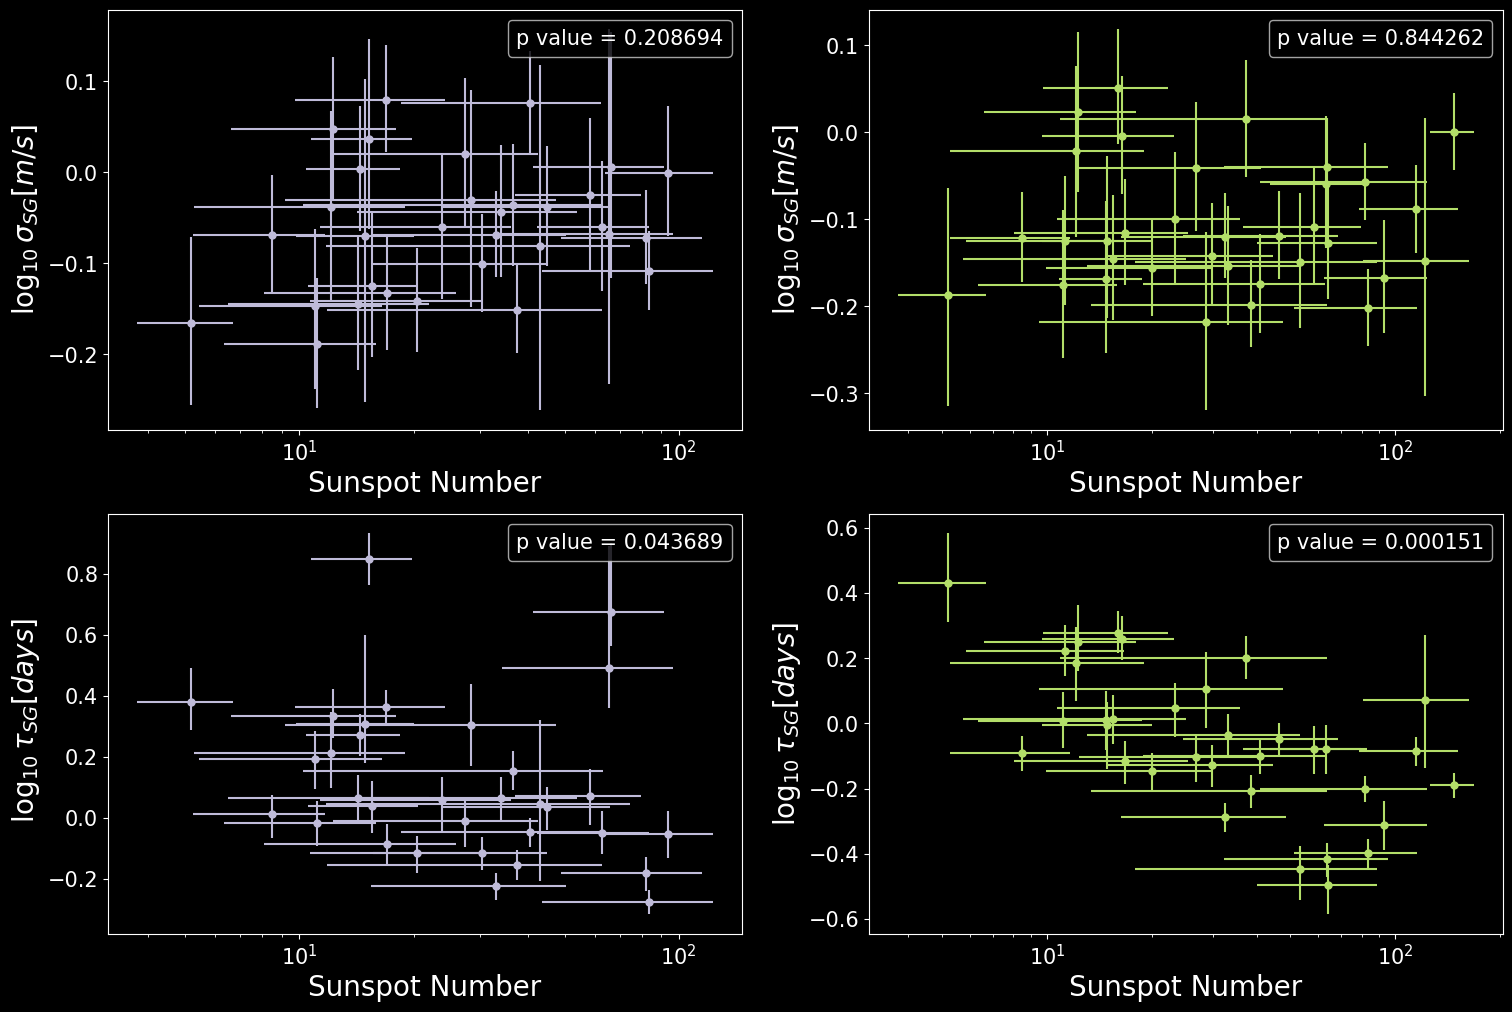 p value = 0.208694
0.1
0.0
−0.1
−0.2
log₁₀ σ_SG [m/s]
10¹
10²
Sunspot Number
p value = 0.844262
0.1
0.0
−0.1
−0.2
−0.3
log₁₀ σ_SG [m/s]
10¹
10²
Sunspot Number
p value = 0.043689
0.8
0.6
0.4
0.2
0.0
−0.2
log₁₀ τ_SG [days]
10¹
10²
Sunspot Number
p value = 0.000151
0.6
0.4
0.2
0.0
−0.2
−0.4
−0.6
log₁₀ τ_SG [days]
10¹
10²
Sunspot Number